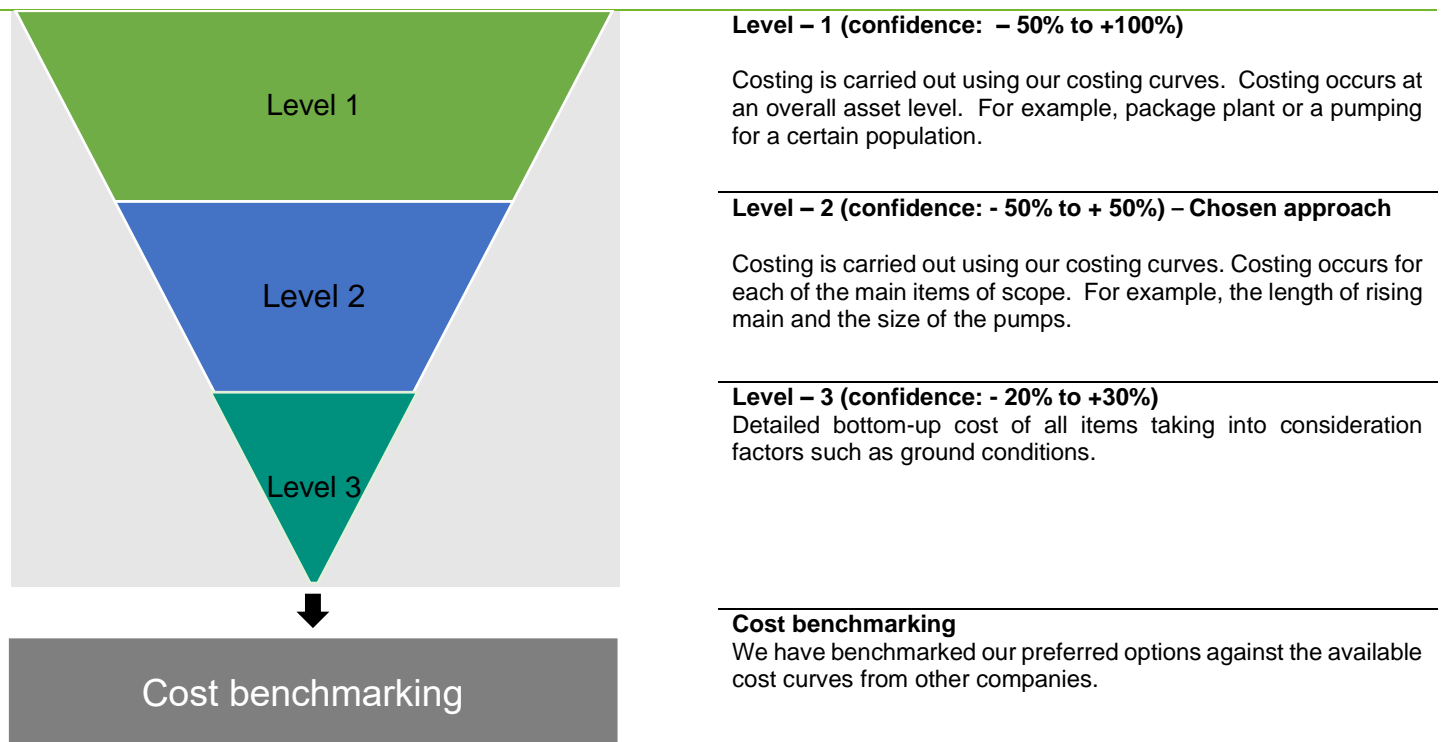 Level 1
Level 2
Level 3
Cost benchmarking
Level – 1 (confidence:  – 50% to +100%)
Costing is carried out using our costing curves.  Costing occurs at
an overall asset level.  For example, package plant or a pumping
for a certain population.
Level – 2 (confidence: - 50% to + 50%) – Chosen approach
Costing is carried out using our costing curves. Costing occurs for
each of the main items of scope.  For example, the length of rising
main and the size of the pumps.
Level – 3 (confidence: - 20% to +30%)
Detailed bottom-up cost of all items taking into consideration
factors such as ground conditions.
Cost benchmarking
We have benchmarked our preferred options against the available
cost curves from other companies.